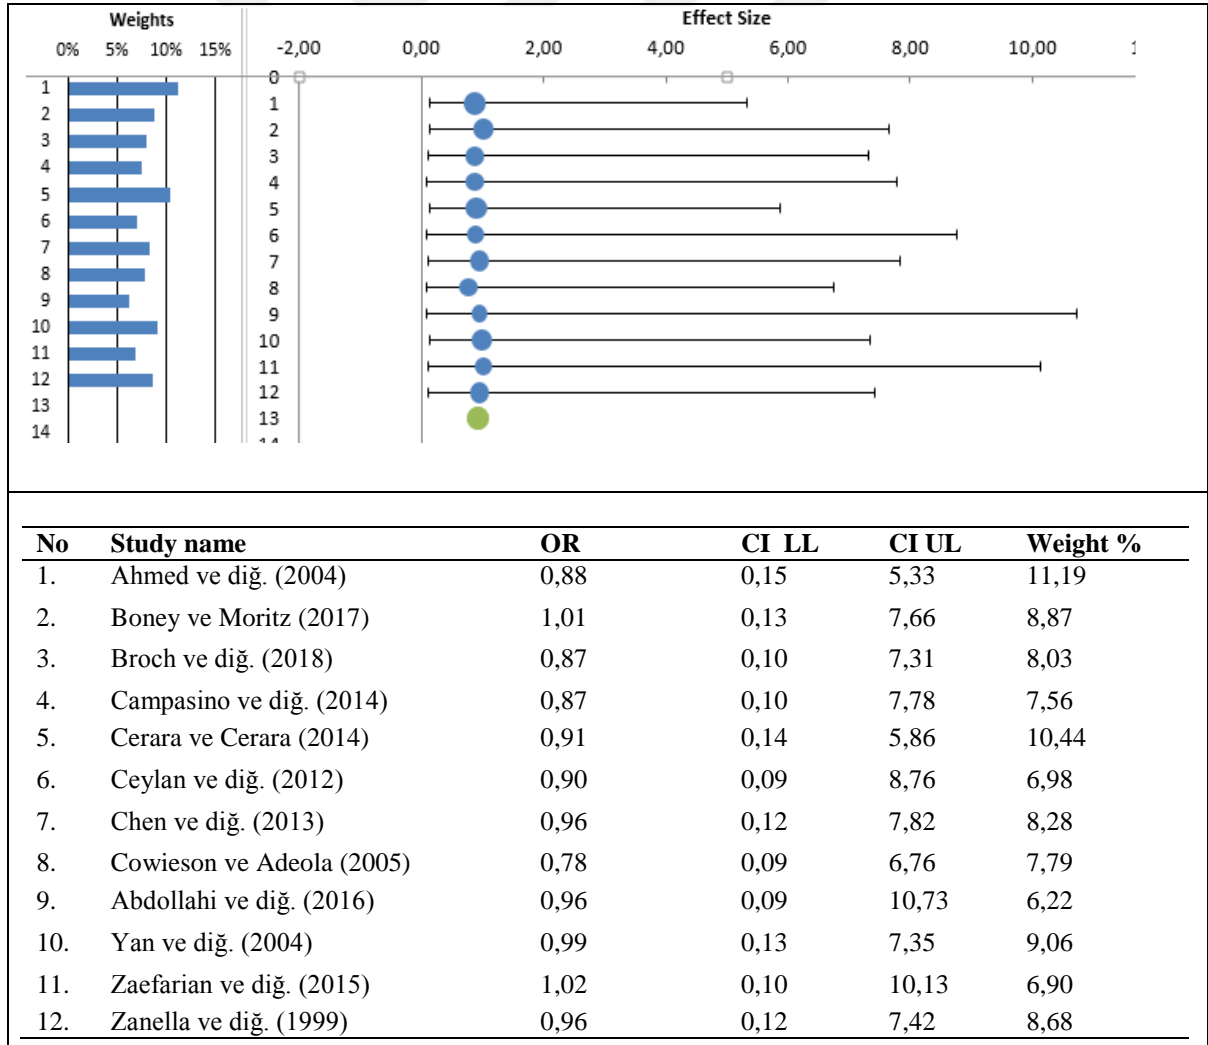 Weights
0% 5% 10% 15%
1
2
3
4
5
6
7
8
9
10
11
12
13
14
Effect Size
-2,00 0,00 2,00 4,00 6,00 8,00 10,00
0
1
2
3
4
5
6
7
8
9
10
11
12
13
No Study name OR CI LL CI UL Weight %
1. Ahmed ve diğ. (2004) 0,88 0,15 5,33 11,19
2. Boney ve Moritz (2017) 1,01 0,13 7,66 8,87
3. Broch ve diğ. (2018) 0,87 0,10 7,31 8,03
4. Campasino ve diğ. (2014) 0,87 0,10 7,78 7,56
5. Cerara ve Cerara (2014) 0,91 0,14 5,86 10,44
6. Ceylan ve diğ. (2012) 0,90 0,09 8,76 6,98
7. Chen ve diğ. (2013) 0,96 0,12 7,82 8,28
8. Cowieson ve Adeola (2005) 0,78 0,09 6,76 7,79
9. Abdollahi ve diğ. (2016) 0,96 0,09 10,73 6,22
10. Yan ve diğ. (2004) 0,99 0,13 7,35 9,06
11. Zaefarian ve diğ. (2015) 1,02 0,10 10,13 6,90
12. Zanella ve diğ. (1999) 0,96 0,12 7,42 8,68